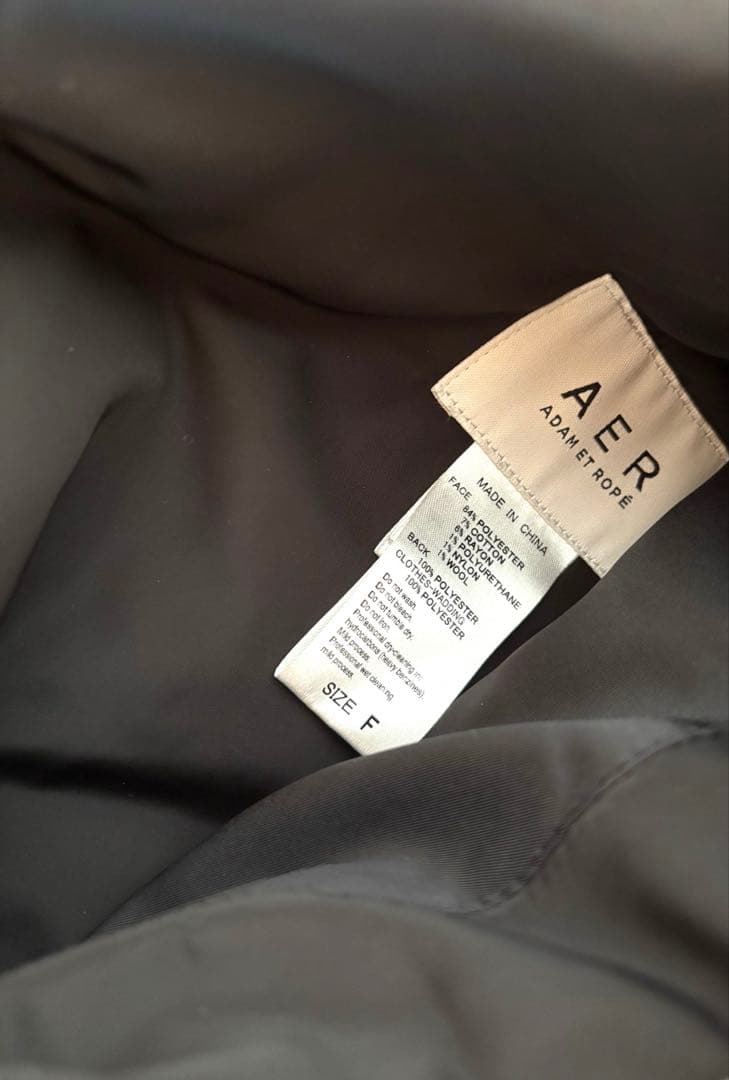 AER
ADAM ET ROPÉ
MADE IN CHINA
FACE
84% POLYESTER
7% COTTON
6% RAYON
1% POLYURETHANE
1% NYLON
1% WOOL
BACK
100% POLYESTER
CLOTHES-WADDING
100% POLYESTER
Do not wash.
Do not bleach.
Do not tumble dry.
Do not iron.
Professional dry-cleaning in:
hydrocarbons (heavy benzines).
Mild process.
Professional wet cleaning
mild process.
SIZE F